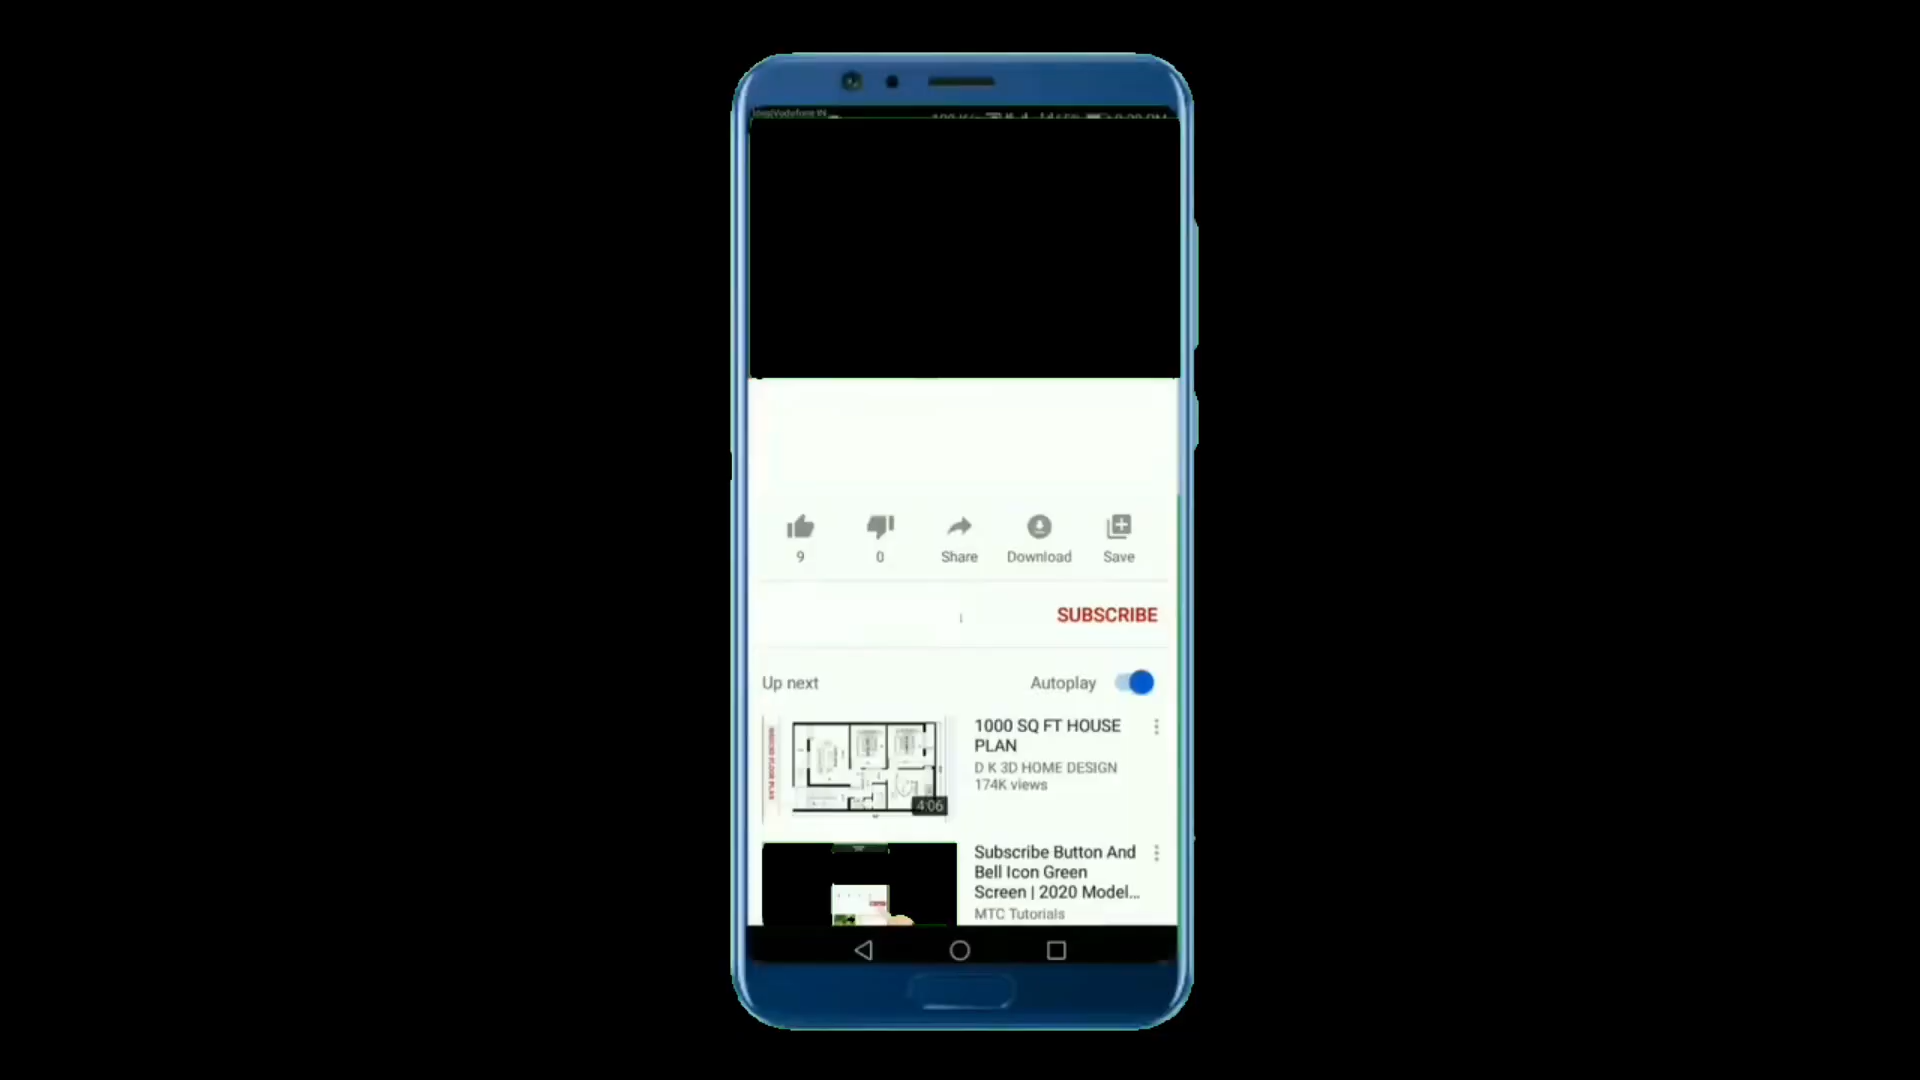 9
0
Share
Download
Save
SUBSCRIBE
Up next
Autoplay
1000 SQ FT HOUSE
PLAN
D K 3D HOME DESIGN
174K views
4:06
Subscribe Button And
Bell Icon Green
Screen | 2020 Model...
MTC Tutorials